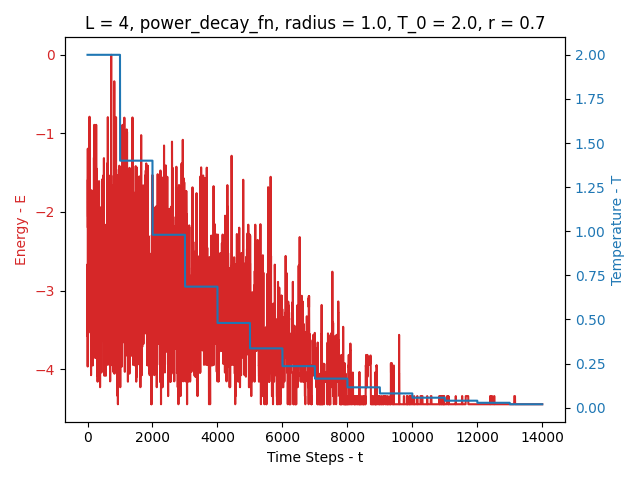 L = 4, power_decay_fn, radius = 1.0, T_0 = 2.0, r = 0.7
0
−1
−2
−3
−4
Energy - E
2.00
1.75
1.50
1.25
1.00
0.75
0.50
0.25
0.00
Temperature - T
0 2000 4000 6000 8000 10000 12000 14000
Time Steps - t